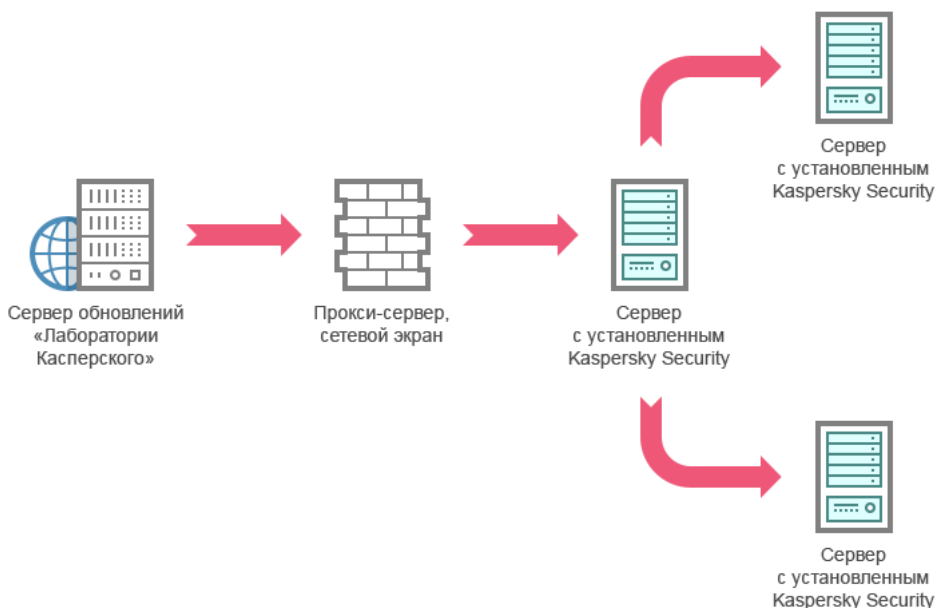 Сервер
с установленным
Kaspersky Security
Сервер обновлений
«Лаборатории
Касперского»
Прокси-сервер,
сетевой экран
Сервер
с установленным
Kaspersky Security
Сервер
с установленным
Kaspersky Security